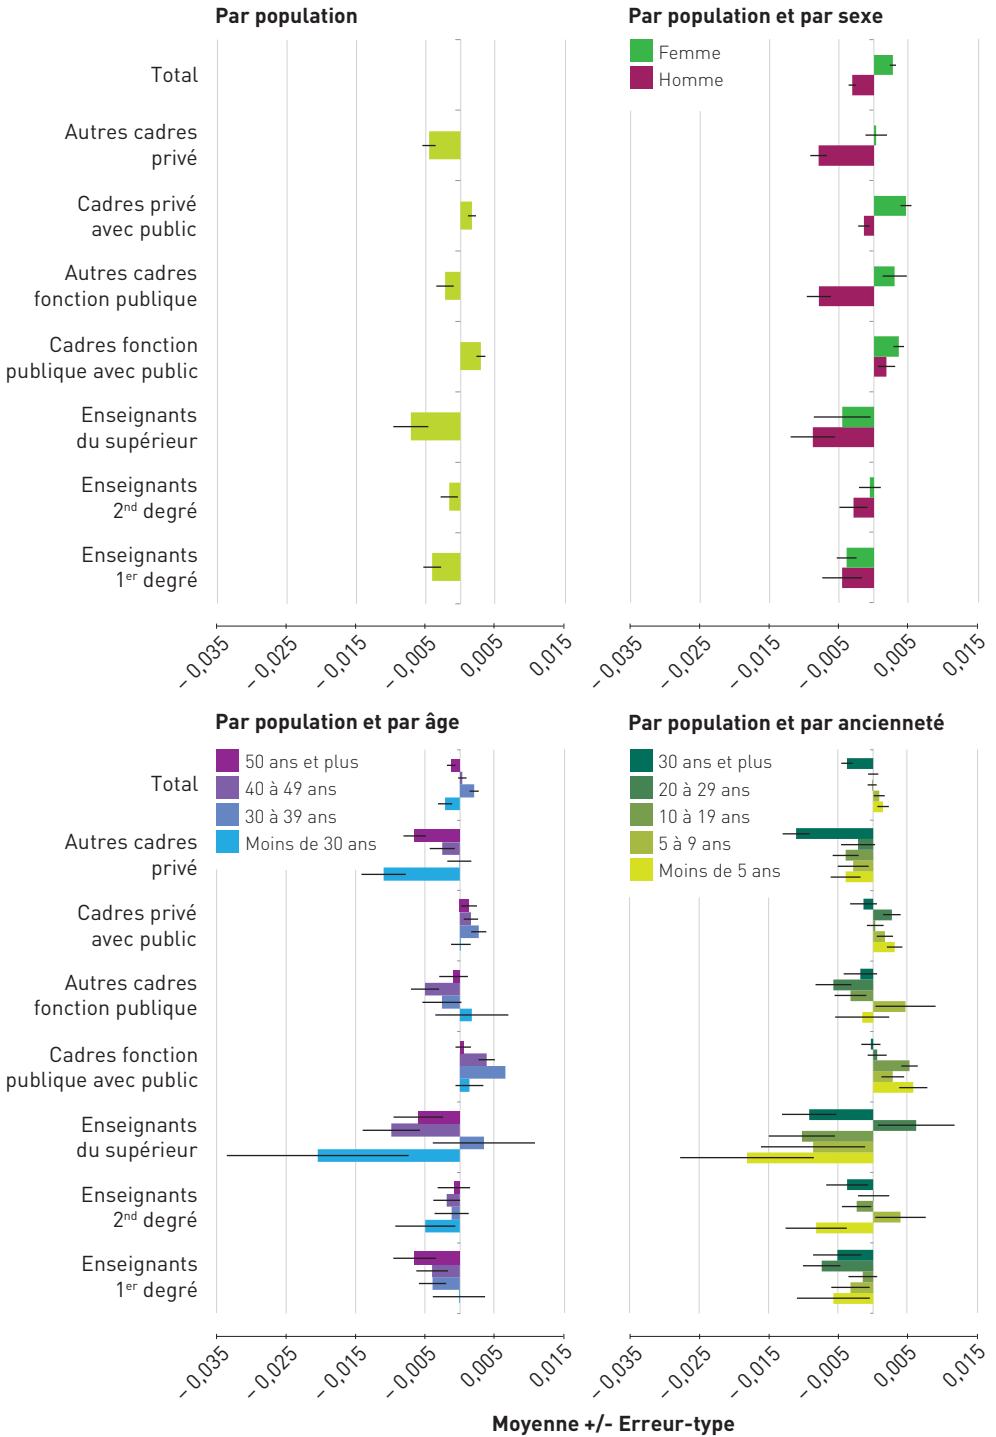 Par population
Total
Autres cadres
privé
Cadres privé
avec public
Autres cadres
fonction publique
Cadres fonction
publique avec public
Enseignants
du supérieur
Enseignants
2nd degré
Enseignants
1er degré
– 0,035
– 0,025
– 0,015
– 0,005
0,005
0,015
Par population et par sexe
Femme
Homme
– 0,035
– 0,025
– 0,015
– 0,005
0,005
0,015
Par population et par âge
50 ans et plus
40 à 49 ans
30 à 39 ans
Moins de 30 ans
Total
Autres cadres
privé
Cadres privé
avec public
Autres cadres
fonction publique
Cadres fonction
publique avec public
Enseignants
du supérieur
Enseignants
2nd degré
Enseignants
1er degré
– 0,035
– 0,025
– 0,015
– 0,005
0,005
0,015
Par population et par ancienneté
30 ans et plus
20 à 29 ans
10 à 19 ans
5 à 9 ans
Moins de 5 ans
– 0,035
– 0,025
– 0,015
– 0,005
0,005
0,015
Moyenne +/- Erreur-type